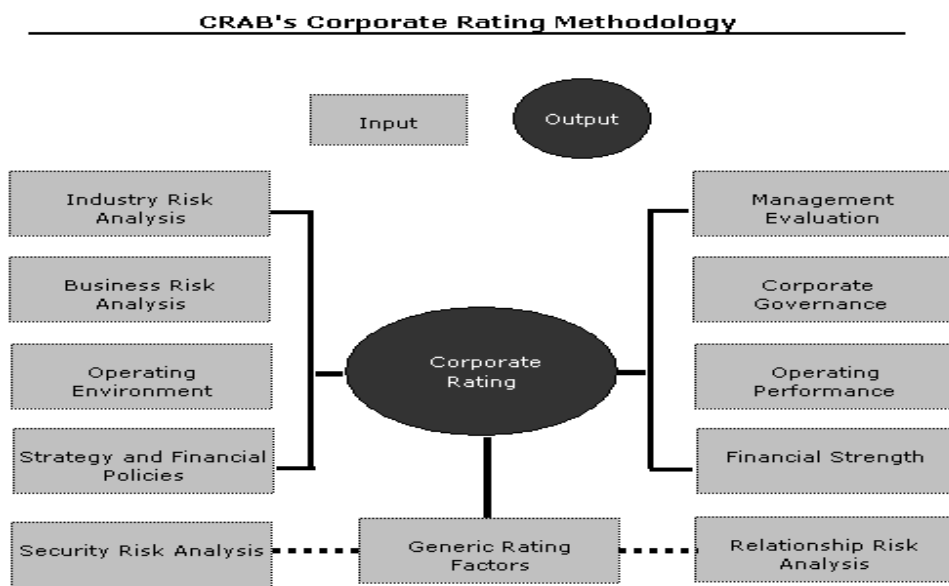 CRAB's Corporate Rating Methodology
Input
Output
Industry Risk
Analysis
Management
Evaluation
Business Risk
Analysis
Corporate
Governance
Operating
Environment
Corporate
Rating
Operating
Performance
Strategy and Financial
Policies
Financial Strength
Security Risk Analysis
Generic Rating
Factors
Relationship Risk
Analysis